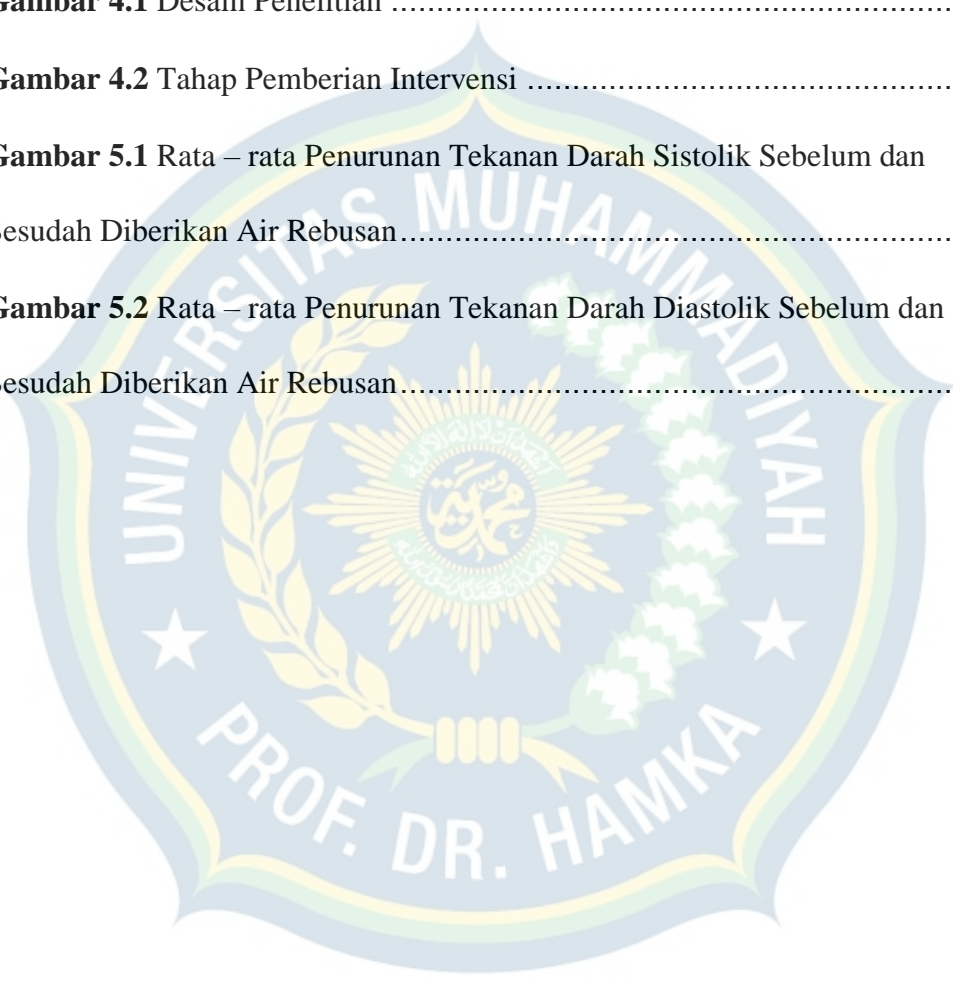 Gambar 4.1 Desain Penelitian ........................................................
Gambar 4.2 Tahap Pemberian Intervensi ........................................
Gambar 5.1 Rata – rata Penurunan Tekanan Darah Sistolik Sebelum dan
Sesudah Diberikan Air Rebusan........................................................
Gambar 5.2 Rata – rata Penurunan Tekanan Darah Diastolik Sebelum dan
Sesudah Diberikan Air Rebusan........................................................
UNIVERSITAS MUHAMMADIYAH
PROF. DR. HAMKA